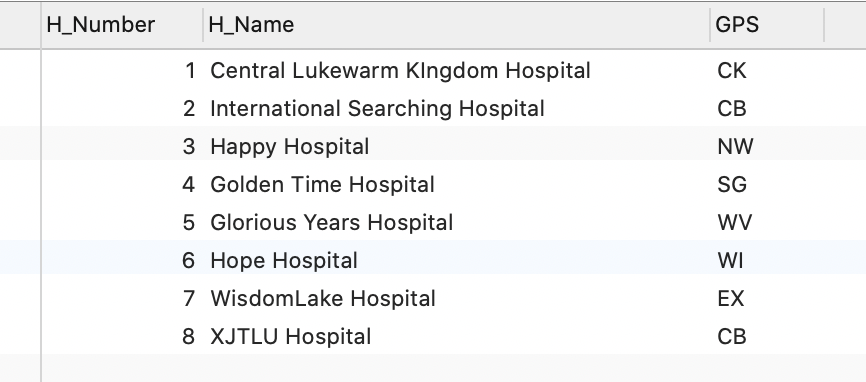 H_Number H_Name GPS
1 Central Lukewarm KIngdom Hospital CK
2 International Searching Hospital CB
3 Happy Hospital NW
4 Golden Time Hospital SG
5 Glorious Years Hospital WV
6 Hope Hospital WI
7 WisdomLake Hospital EX
8 XJTLU Hospital CB